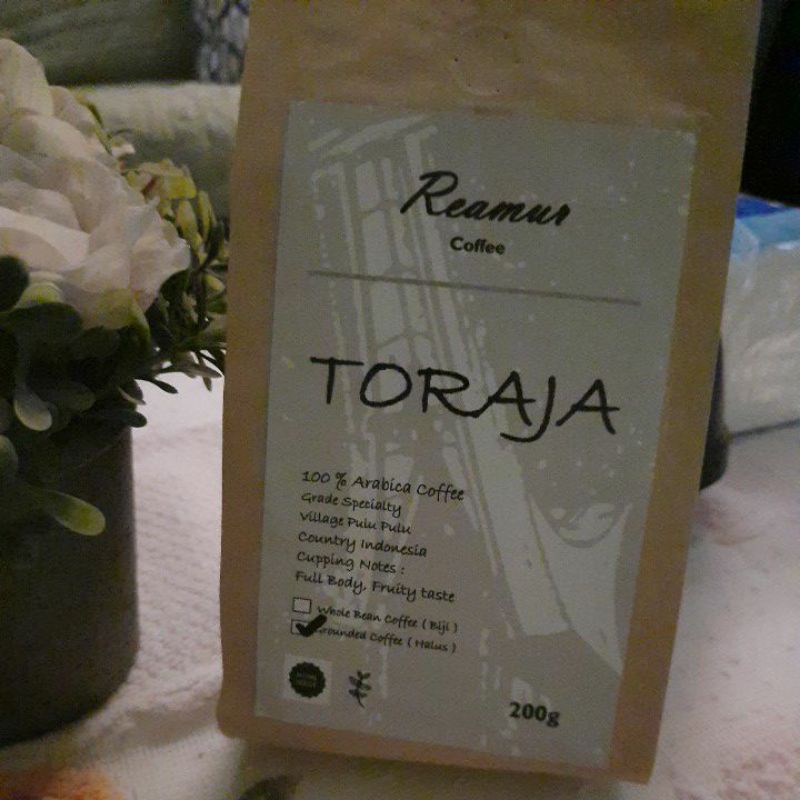 Reamur
Coffee
TORAJA
100 % Arabica Coffee
Grade Specialty
Village Pulu Pulu
Country Indonesia
Cupping Notes :
Full Body, Fruity taste
Whole Bean Coffee ( Biji )
Grounded Coffee ( Halus )
200g